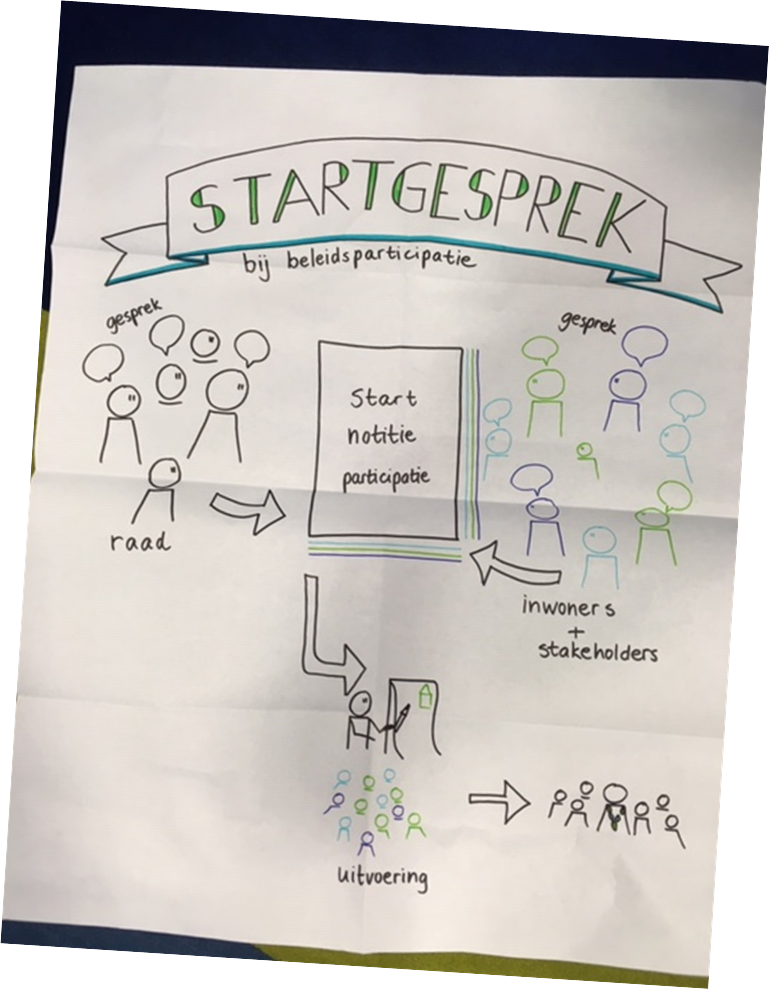 STARTGESPREK
bij beleidsparticipatie
gesprek
raad
Start
notitie
participatie
gesprek
inwoners
+
stakeholders
uitvoering